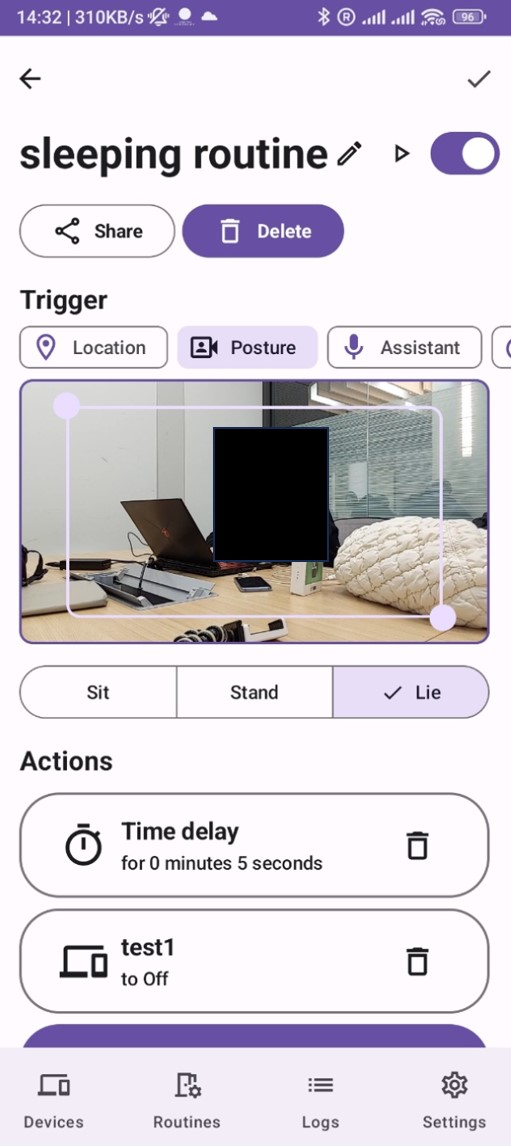 14:32 | 310KB/s
R
96
sleeping routine
Share
Delete
Trigger
Location
Posture
Assistant
Sit
Stand
Lie
Actions
Time delay
for 0 minutes 5 seconds
test1
to Off
Devices
Routines
Logs
Settings